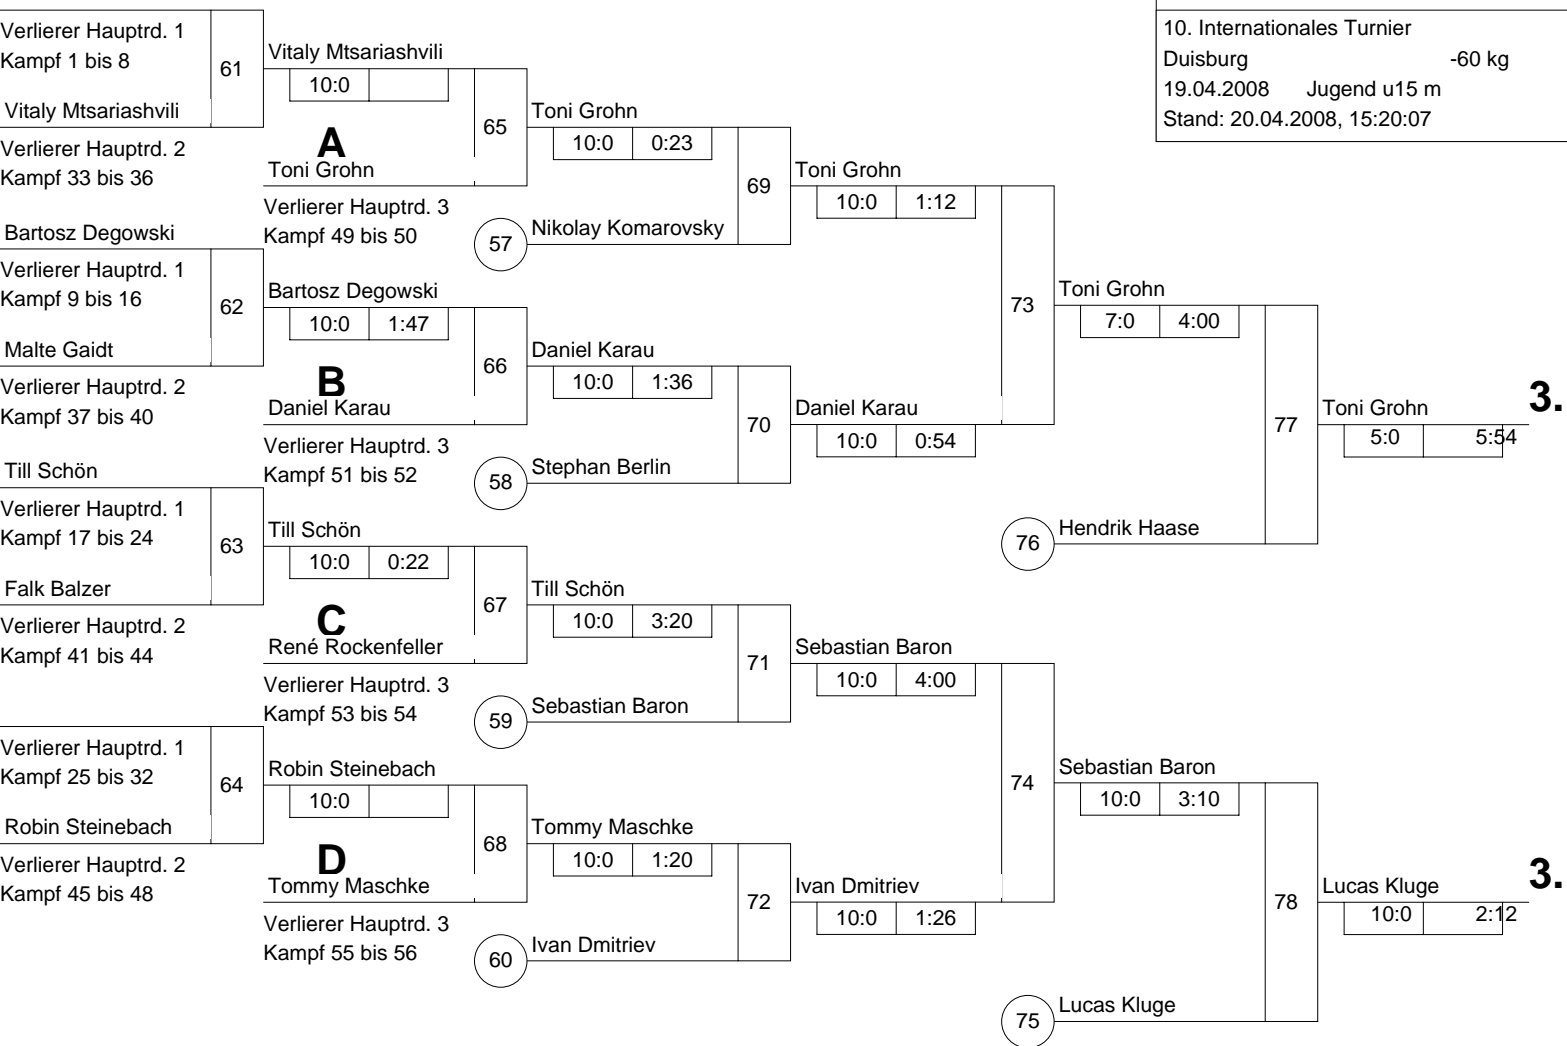 10. Internationales Turnier
Duisburg -60 kg
19.04.2008 Jugend u15 m
Stand: 20.04.2008, 15:20:07
Verlierer Hauptrd. 1
Kampf 1 bis 8
61
Vitaly Mtsariashvili
Verlierer Hauptrd. 2
Kampf 33 bis 36
Bartosz Degowski
Verlierer Hauptrd. 1
Kampf 9 bis 16
62
Malte Gaidt
Verlierer Hauptrd. 2
Kampf 37 bis 40
Till Schön
Verlierer Hauptrd. 1
Kampf 17 bis 24
63
Falk Balzer
Verlierer Hauptrd. 2
Kampf 41 bis 44
Verlierer Hauptrd. 1
Kampf 25 bis 32
64
Robin Steinebach
Verlierer Hauptrd. 2
Kampf 45 bis 48
Vitaly Mtsariashvili
10:0
A
65
Toni Grohn
Verlierer Hauptrd. 3
Kampf 49 bis 50
Bartosz Degowski
10:0 1:47
B
66
Daniel Karau
Verlierer Hauptrd. 3
Kampf 51 bis 52
Till Schön
10:0 0:22
C
67
René Rockenfeller
Verlierer Hauptrd. 3
Kampf 53 bis 54
Robin Steinebach
10:0
D
68
Tommy Maschke
Verlierer Hauptrd. 3
Kampf 55 bis 56
Toni Grohn
10:0 0:23
69
57 Nikolay Komarovsky
Daniel Karau
10:0 1:36
70
58 Stephan Berlin
Till Schön
10:0 3:20
71
59 Sebastian Baron
Tommy Maschke
10:0 1:20
72
60 Ivan Dmitriev
Toni Grohn
10:0 1:12
73
Daniel Karau
10:0 0:54
Sebastian Baron
10:0 4:00
74
Ivan Dmitriev
10:0 1:26
Toni Grohn
7:0 4:00
77
76 Hendrik Haase
Sebastian Baron
10:0 3:10
78
75 Lucas Kluge
Toni Grohn 3.
5:0 5:54
Lucas Kluge 3.
10:0 2:12